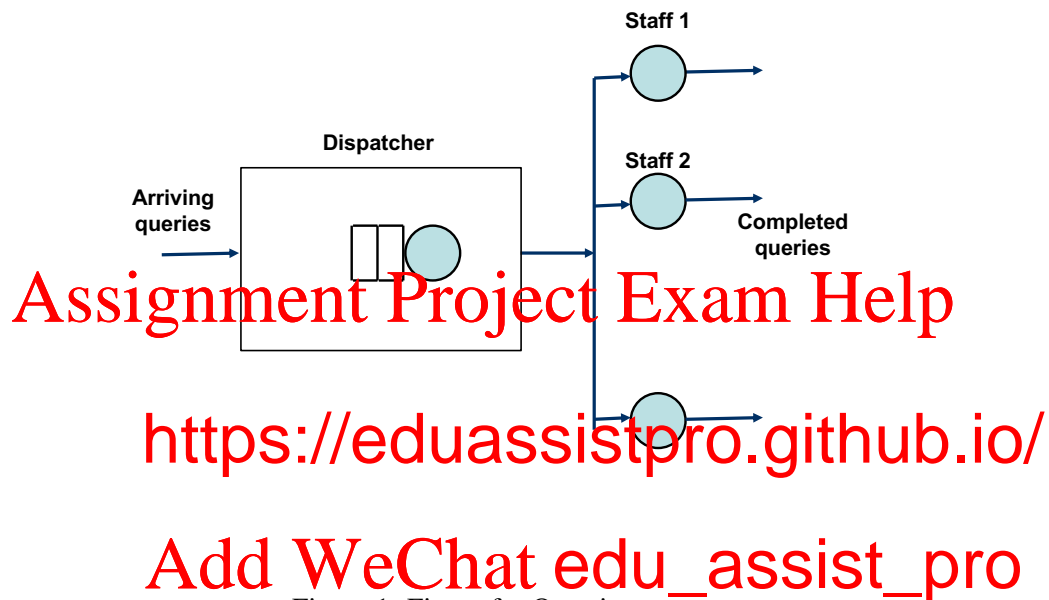 Staff 1
Dispatcher
Staff 2
Arriving
queries
Completed
queries
Assignment Project Exam Help
https://eduassistpro.github.io/
Add WeChat edu_assist_pro